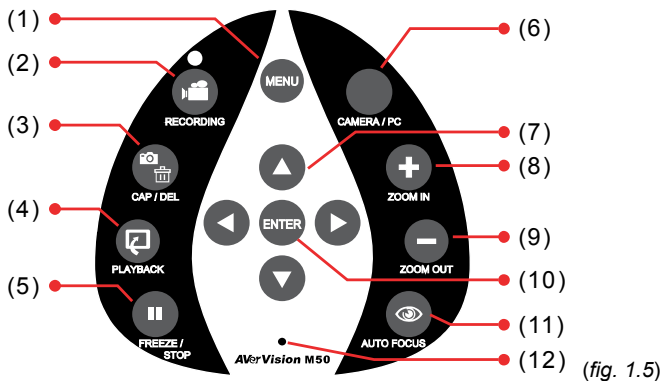 (1)
(2)
(3)
(4)
(5)
(6)
(7)
(8)
(9)
(10)
(11)
(12)
MENU
RECORDING
CAMERA / PC
CAP / DEL
ZOOM IN
ENTER
PLAYBACK
ZOOM OUT
FREEZE /
STOP
AUTO FOCUS
AVerVision M50
(fig. 1.5)